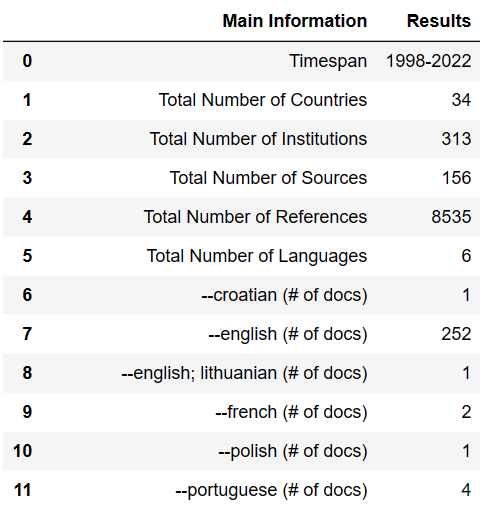 Main Information Results
0 Timespan 1998-2022
1 Total Number of Countries 34
2 Total Number of Institutions 313
3 Total Number of Sources 156
4 Total Number of References 8535
5 Total Number of Languages 6
6 --croatian (# of docs) 1
7 --english (# of docs) 252
8 --english; lithuanian (# of docs) 1
9 --french (# of docs) 2
10 --polish (# of docs) 1
11 --portuguese (# of docs) 4